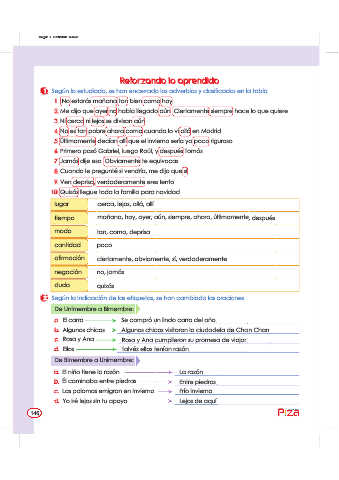 Reforzando lo aprendido
1 Según lo estudiado, se han encerrado los adverbios y clasificados en la tabla
1. No estarás mañana tan bien como hoy
2. Me dijo que ayer no había llegado aún. Ciertamente siempre hace lo que quiere
3. Ni cerca ni lejos se divisan aún
4. No es tan pobre ahora como cuando lo vi allá en Madrid
5. Últimamente decían allí que el invierno sería ya poco riguroso
6. Primero pasó Gabriel, luego Raúl, y después Tomás
7. Jamás dije eso. Obviamente te equivocas
8. Cuando le pregunté si vendría, me dijo que sí
9. Ven deprisa, verdaderamente eres lento
10. Quizás llegue toda la familia para navidad
lugar cerca, lejos, allá, allí
tiempo mañana, hoy, ayer, aún, siempre, ahora, últimamente, después
modo tan, como, deprisa
cantidad poco
afirmación ciertamente, obviamente, sí, verdaderamente
negación no, jamás
duda quizás
2 Según la indicación de las etiquetas, se han cambiado las oraciones
De Unimembre a Bimembre:
a. El carro Se compró un lindo carro del año
b. Algunos chicos Algunos chicos visitaron la ciudadela de Chan Chan
c. Rosa y Ana Rosa y Ana cumplieron su promesa de viajar
d. Ellos Talvés ellos tenían razón
De Bimembre a Unimembre:
a. El niño tiene la razón La razón
b. Él caminaba entre piedras Entre piedras
c. Las palomas emigran en invierno Frío invierno
d. Yo iré lejos sin tu apoyo Lejos de aquí
146